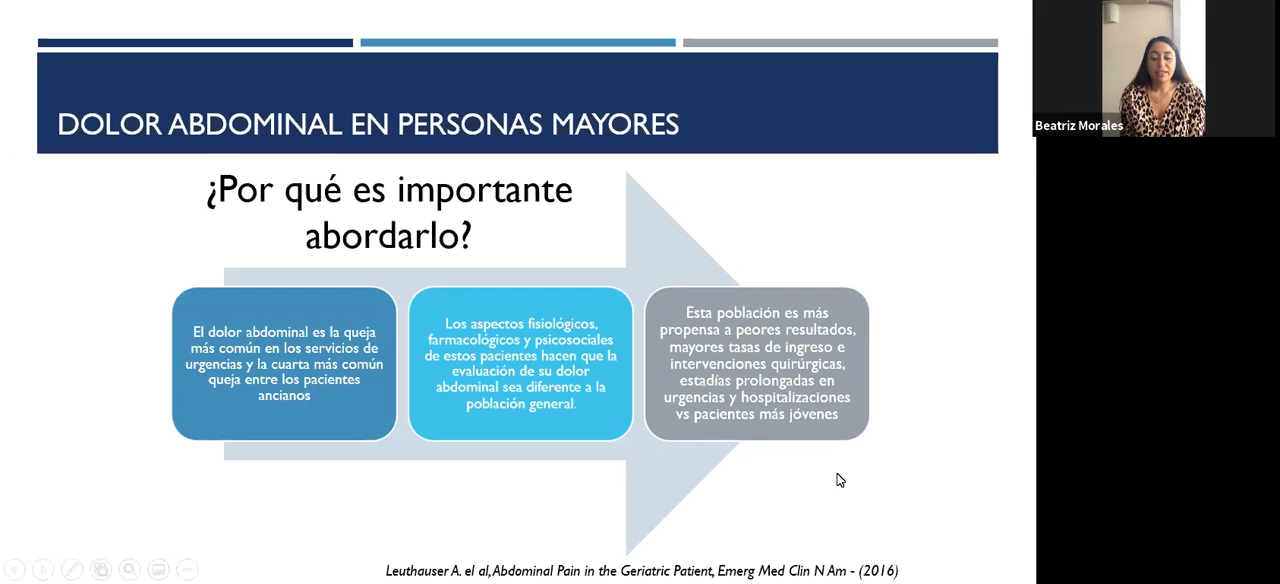 DOLOR ABDOMINAL EN PERSONAS MAYORES
¿Por qué es importante
abordarlo?
El dolor abdominal es la queja
más común en los servicios de
urgencias y la cuarta más común
queja entre los pacientes
ancianos
Los aspectos fisiológicos,
farmacológicos y psicosociales
de estos pacientes hacen que la
evaluación de su dolor
abdominal sea diferente a la
población general.
Esta población es más
propensa a peores resultados,
mayores tasas de ingreso e
intervenciones quirúrgicas,
estadías prolongadas en
urgencias y hospitalizaciones
vs pacientes más jóvenes
Leuthauser A. el al, Abdominal Pain in the Geriatric Patient, Emerg Med Clin N Am - (2016)
Beatriz Morales